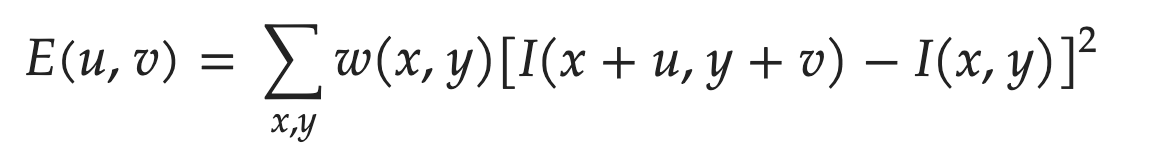 E(u, v) = ∑_{x,y} w(x, y)[I(x + u, y + v) − I(x, y)]²